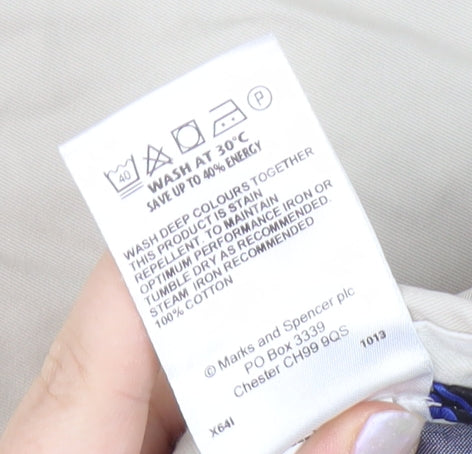 40 P
WASH AT 30°C
SAVE UP TO 40% ENERGY
WASH DEEP COLOURS TOGETHER
THIS PRODUCT IS STAIN
REPELLENT. TO MAINTAIN
OPTIMUM PERFORMANCE IRON OR
TUMBLE DRY AS RECOMMENDED.
STEAM IRON RECOMMENDED
100% COTTON
© Marks and Spencer plc
PO Box 3339
Chester CH99 9QS
1013
X64I